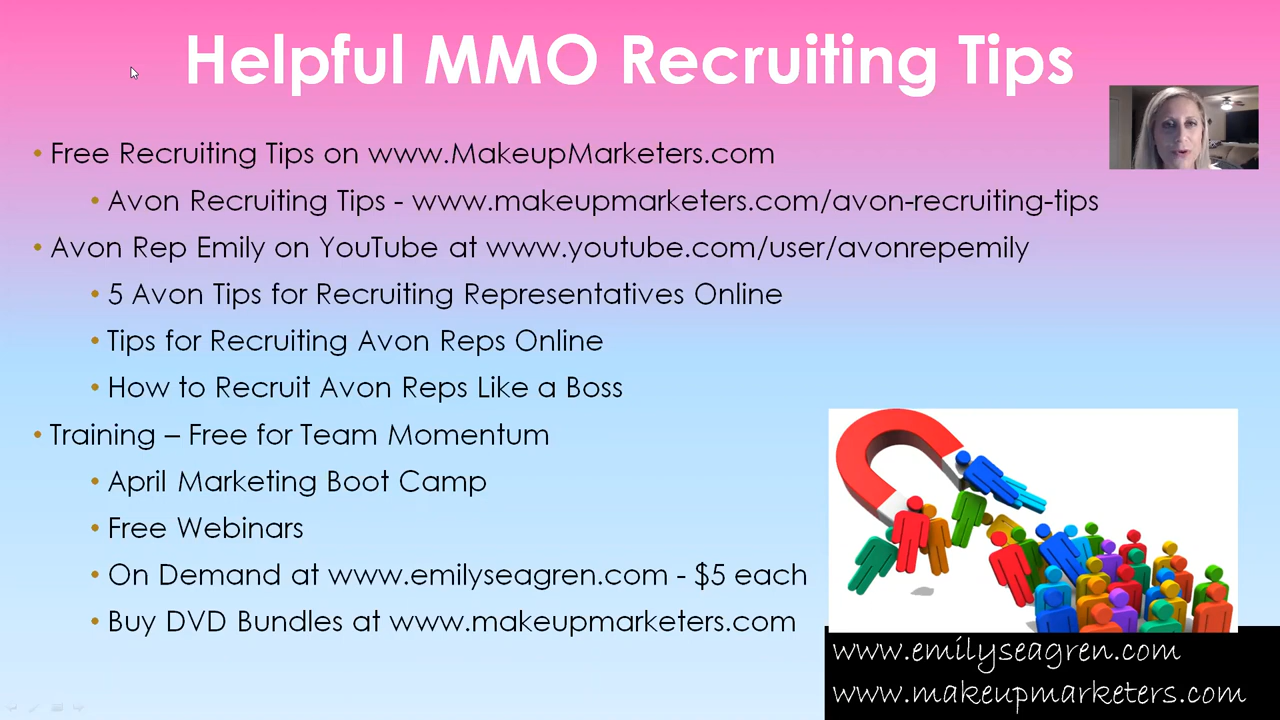 Helpful MMO Recruiting Tips
• Free Recruiting Tips on www.MakeupMarketers.com
• Avon Recruiting Tips - www.makeupmarketers.com/avon-recruiting-tips
• Avon Rep Emily on YouTube at www.youtube.com/user/avonrepemily
• 5 Avon Tips for Recruiting Representatives Online
• Tips for Recruiting Avon Reps Online
• How to Recruit Avon Reps Like a Boss
• Training – Free for Team Momentum
• April Marketing Boot Camp
• Free Webinars
• On Demand at www.emilyseagren.com - $5 each
• Buy DVD Bundles at www.makeupmarketers.com
www.emilyseagren.com
www.makeupmarketers.com